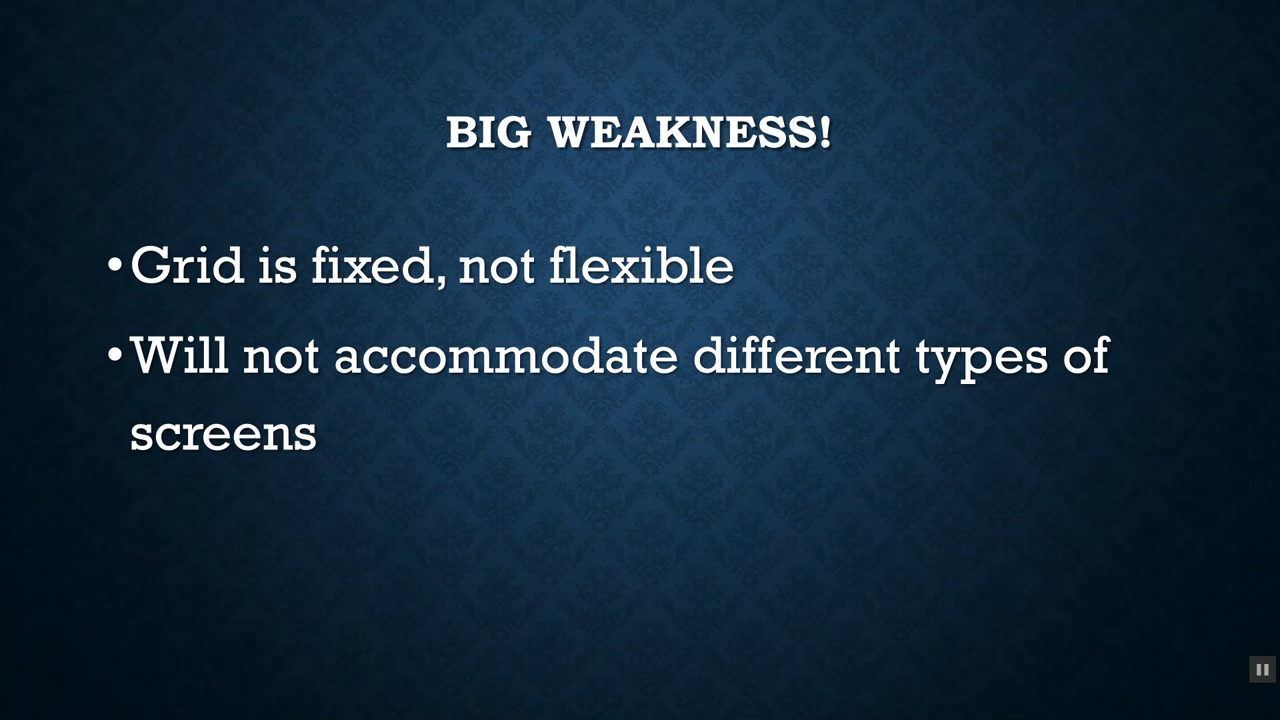 BIG WEAKNESS!
•Grid is fixed, not flexible
•Will not accommodate different types of
screens